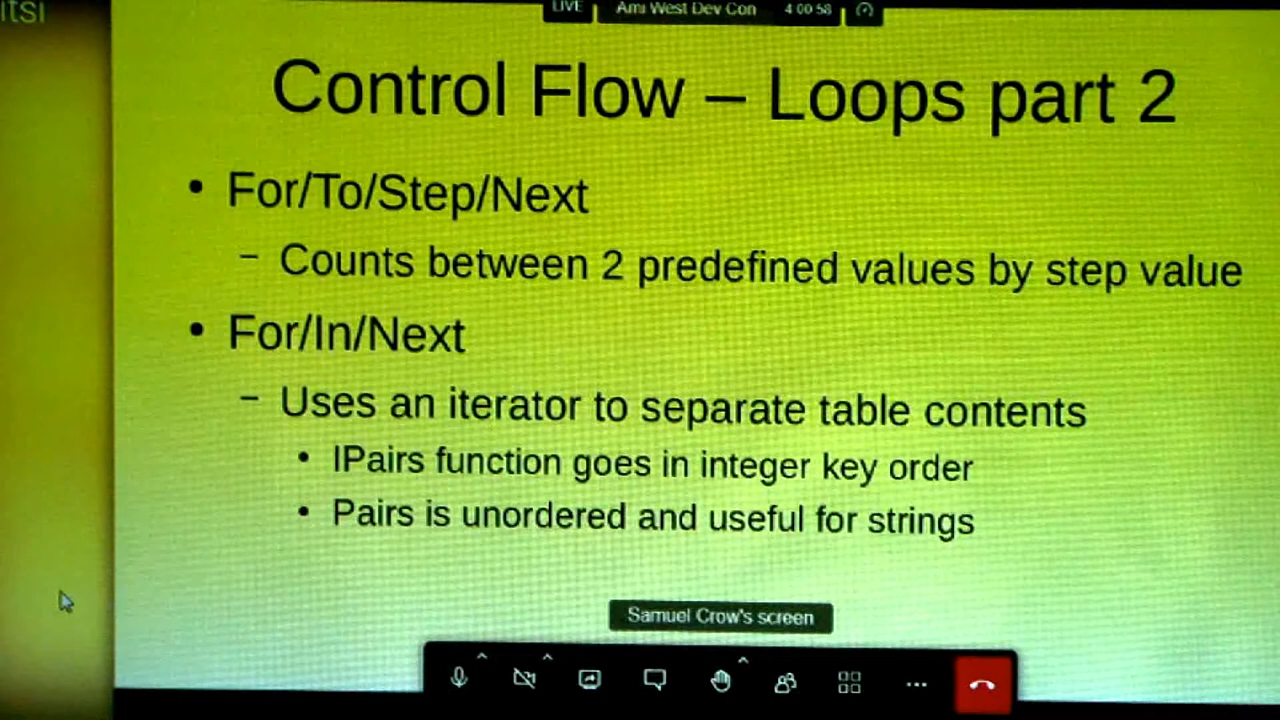 itsi
LIVE Ami West Dev Con 4:00:58
Control Flow – Loops part 2
• For/To/Step/Next
– Counts between 2 predefined values by step value
• For/In/Next
– Uses an iterator to separate table contents
• IPairs function goes in integer key order
• Pairs is unordered and useful for strings
Samuel Crow's screen